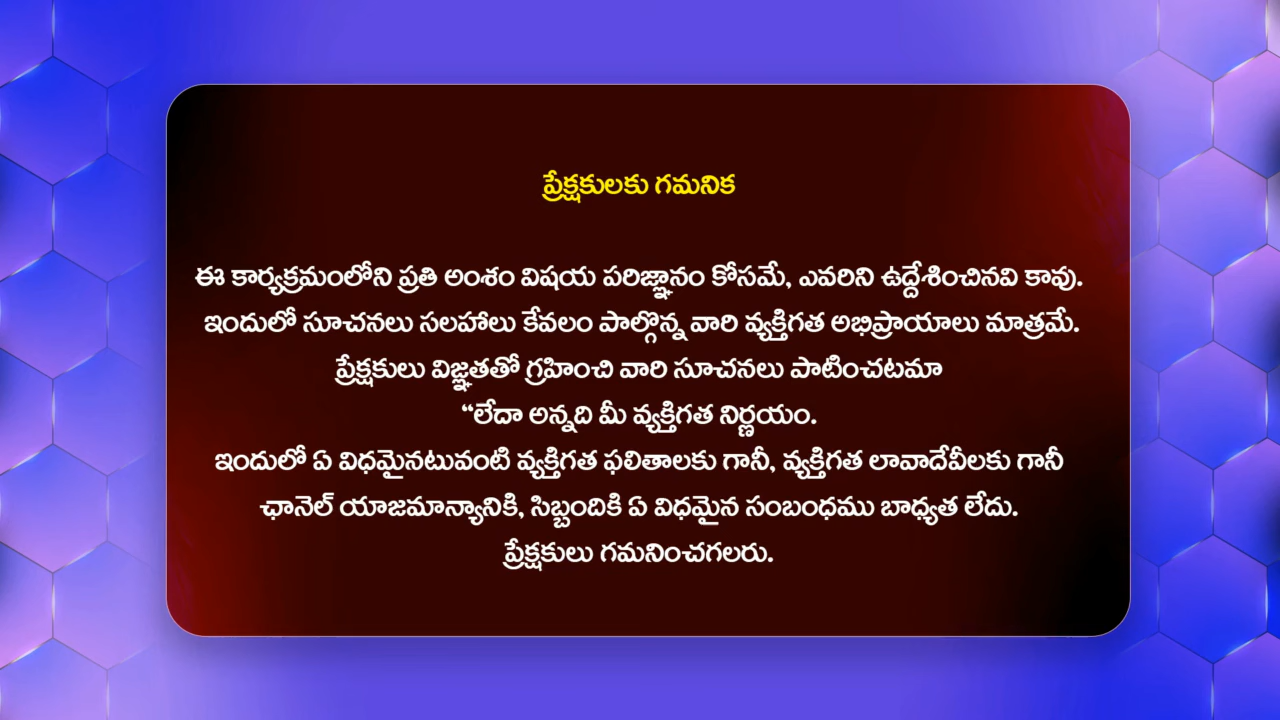 ప్రేక్షకులకు గమనిక
ఈ కార్యక్రమంలోని ప్రతి అంశం విషయ పరిజ్ఞానం కోసమే, ఎవరిని ఉద్దేశించినవి కావు.
ఇందులో సూచనలు సలహాలు కేవలం పాల్గొన్న వారి వ్యక్తిగత అభిప్రాయాలు మాత్రమే.
ప్రేక్షకులు విజ్ఞతతో గ్రహించి వారి సూచనలు పాటించటమా
“లేదా అన్నది మీ వ్యక్తిగత నిర్ణయం.
ఇందులో ఏ విధమైనటువంటి వ్యక్తిగత ఫలితాలకు గానీ, వ్యక్తిగత లావాదేవీలకు గానీ
ఛానెల్ యాజమాన్యానికి, సిబ్బందికి ఏ విధమైన సంబంధము బాధ్యత లేదు.
ప్రేక్షకులు గమనించగలరు.